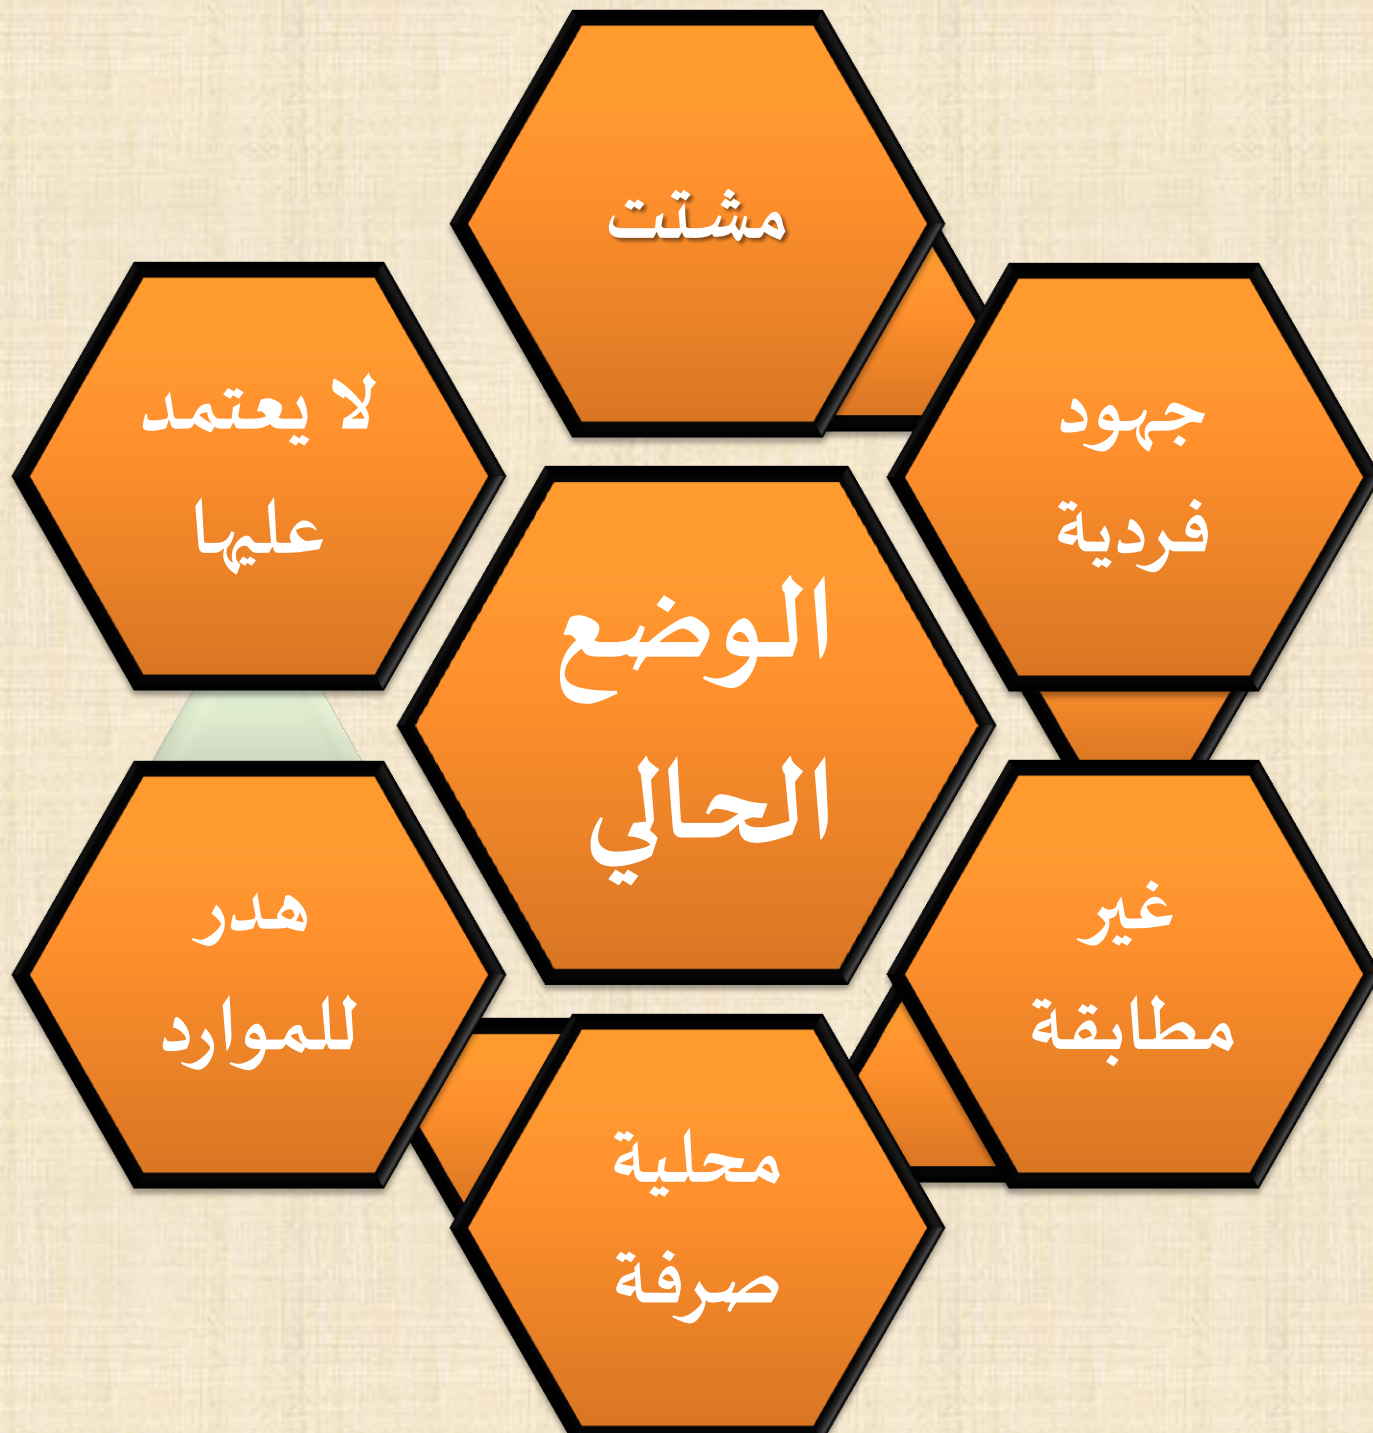 مشتت
جهود
فردية
غير
مطابقة
محلية
صرفة
هدر
للموارد
لا يعتمد
عليها
الوضع
الحالي